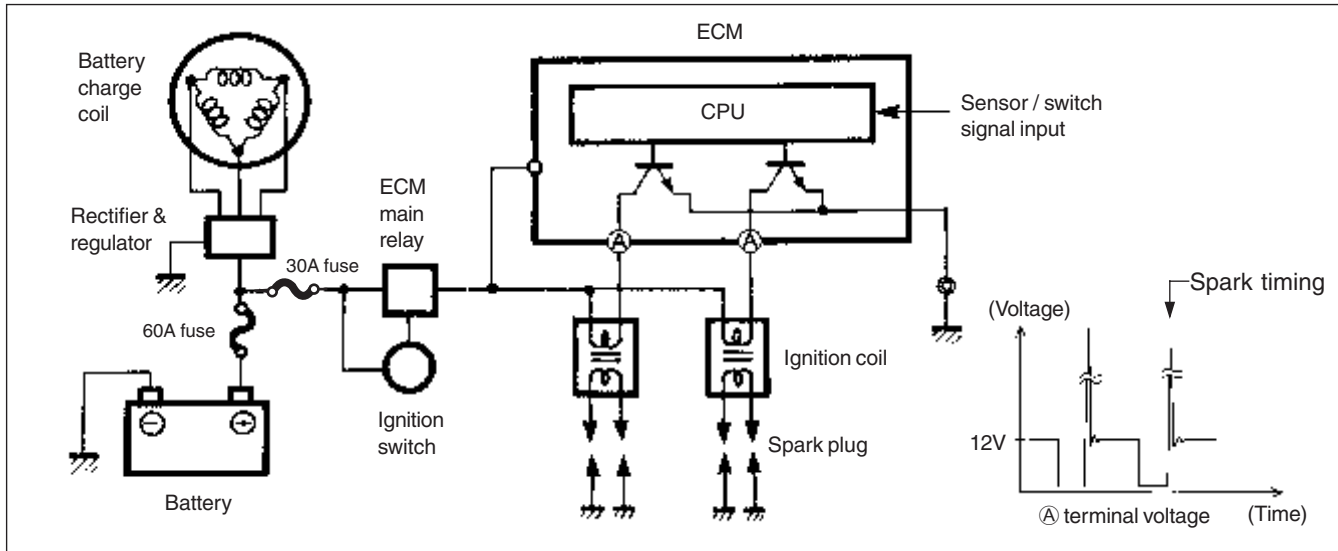 ECM
Battery
charge
coil
CPU
Sensor / switch
signal input
ECM
main
relay
Rectifier &
regulator
30A fuse
60A fuse
Ⓐ
Ⓐ
Spark timing
(Voltage)
Ignition coil
Ignition
switch
Spark plug
12V
⊖
⊕
Battery
Ⓐ terminal voltage
(Time)